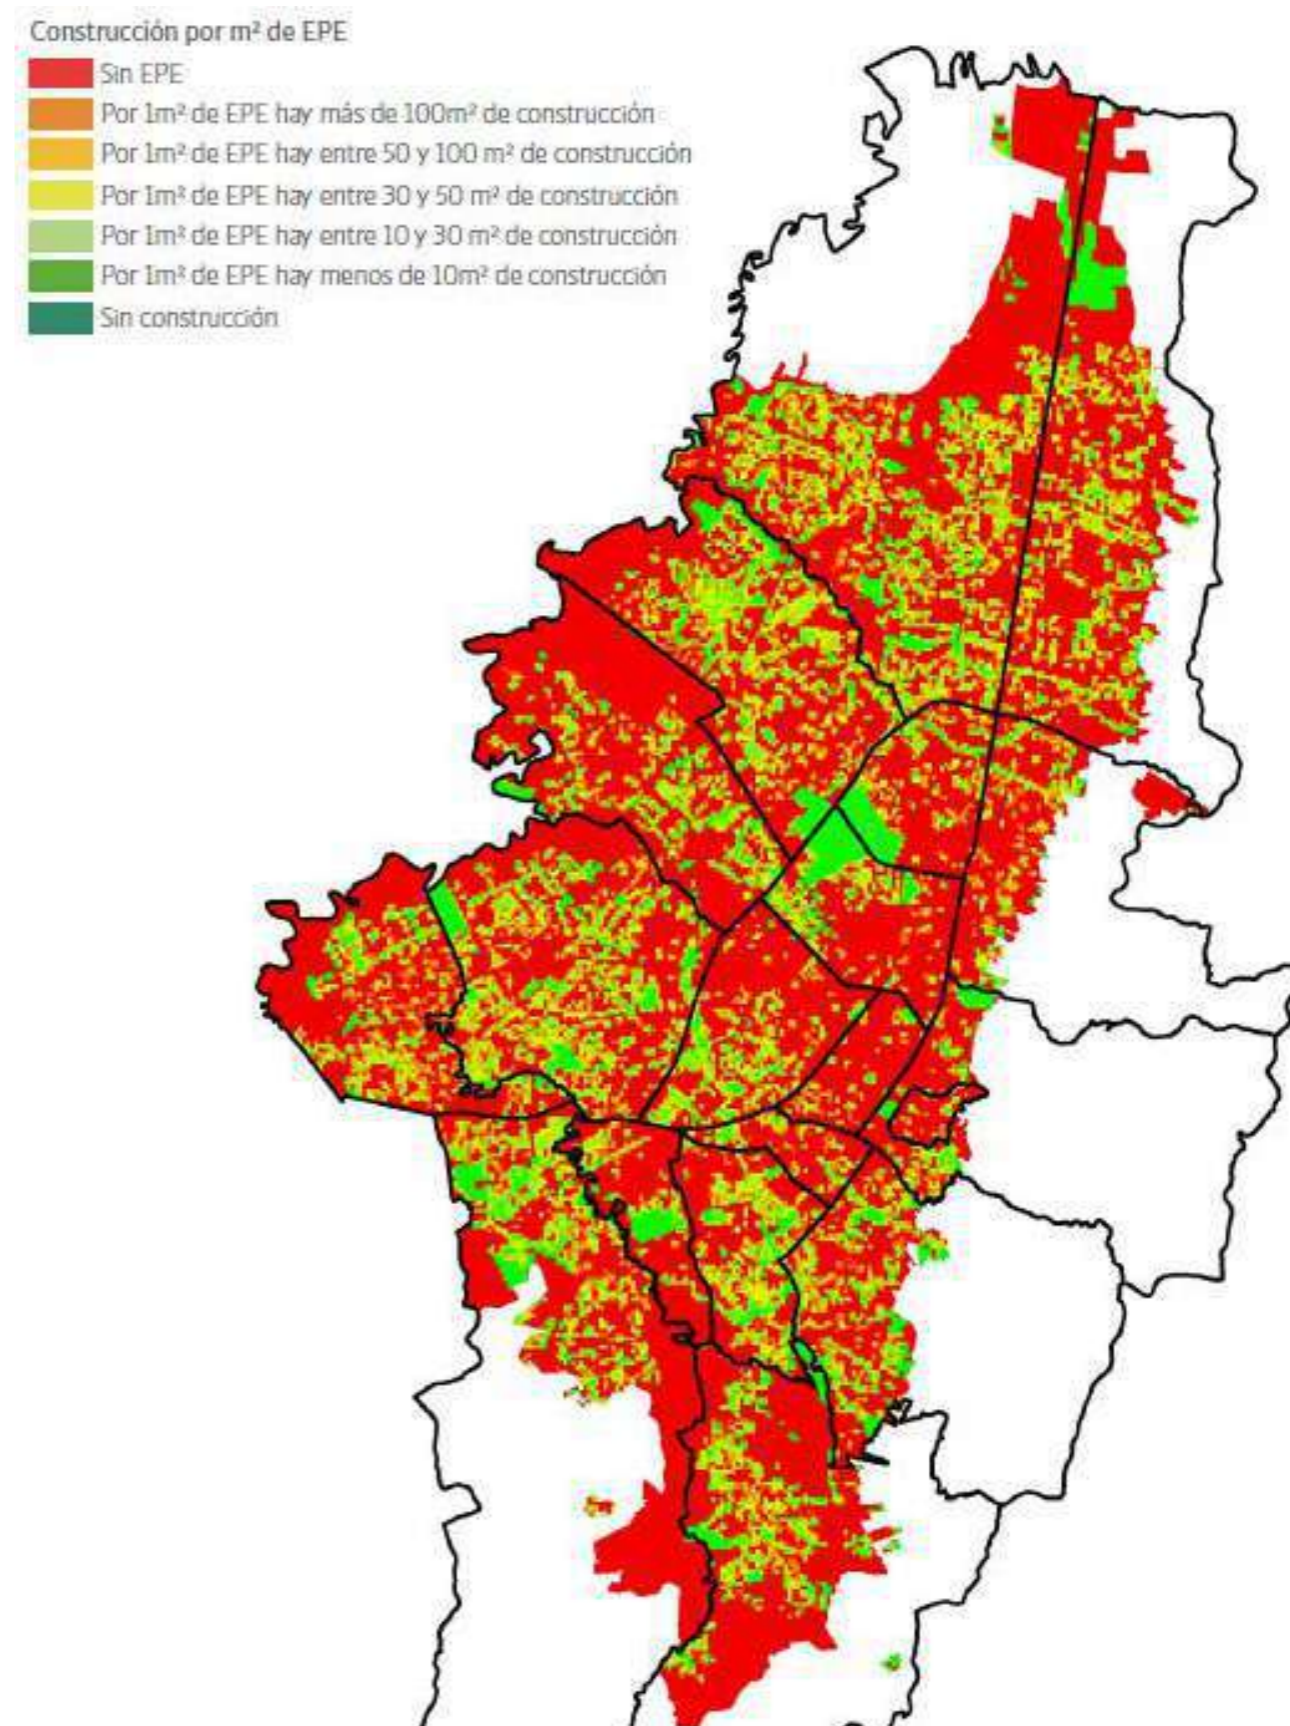 Construcción por m² de EPE
Sin EPE
Por 1m² de EPE hay más de 100m² de construcción
Por 1m² de EPE hay entre 50 y 100 m² de construcción
Por 1m² de EPE hay entre 30 y 50 m² de construcción
Por 1m² de EPE hay entre 10 y 30 m² de construcción
Por 1m² de EPE hay menos de 10m² de construcción
Sin construcción